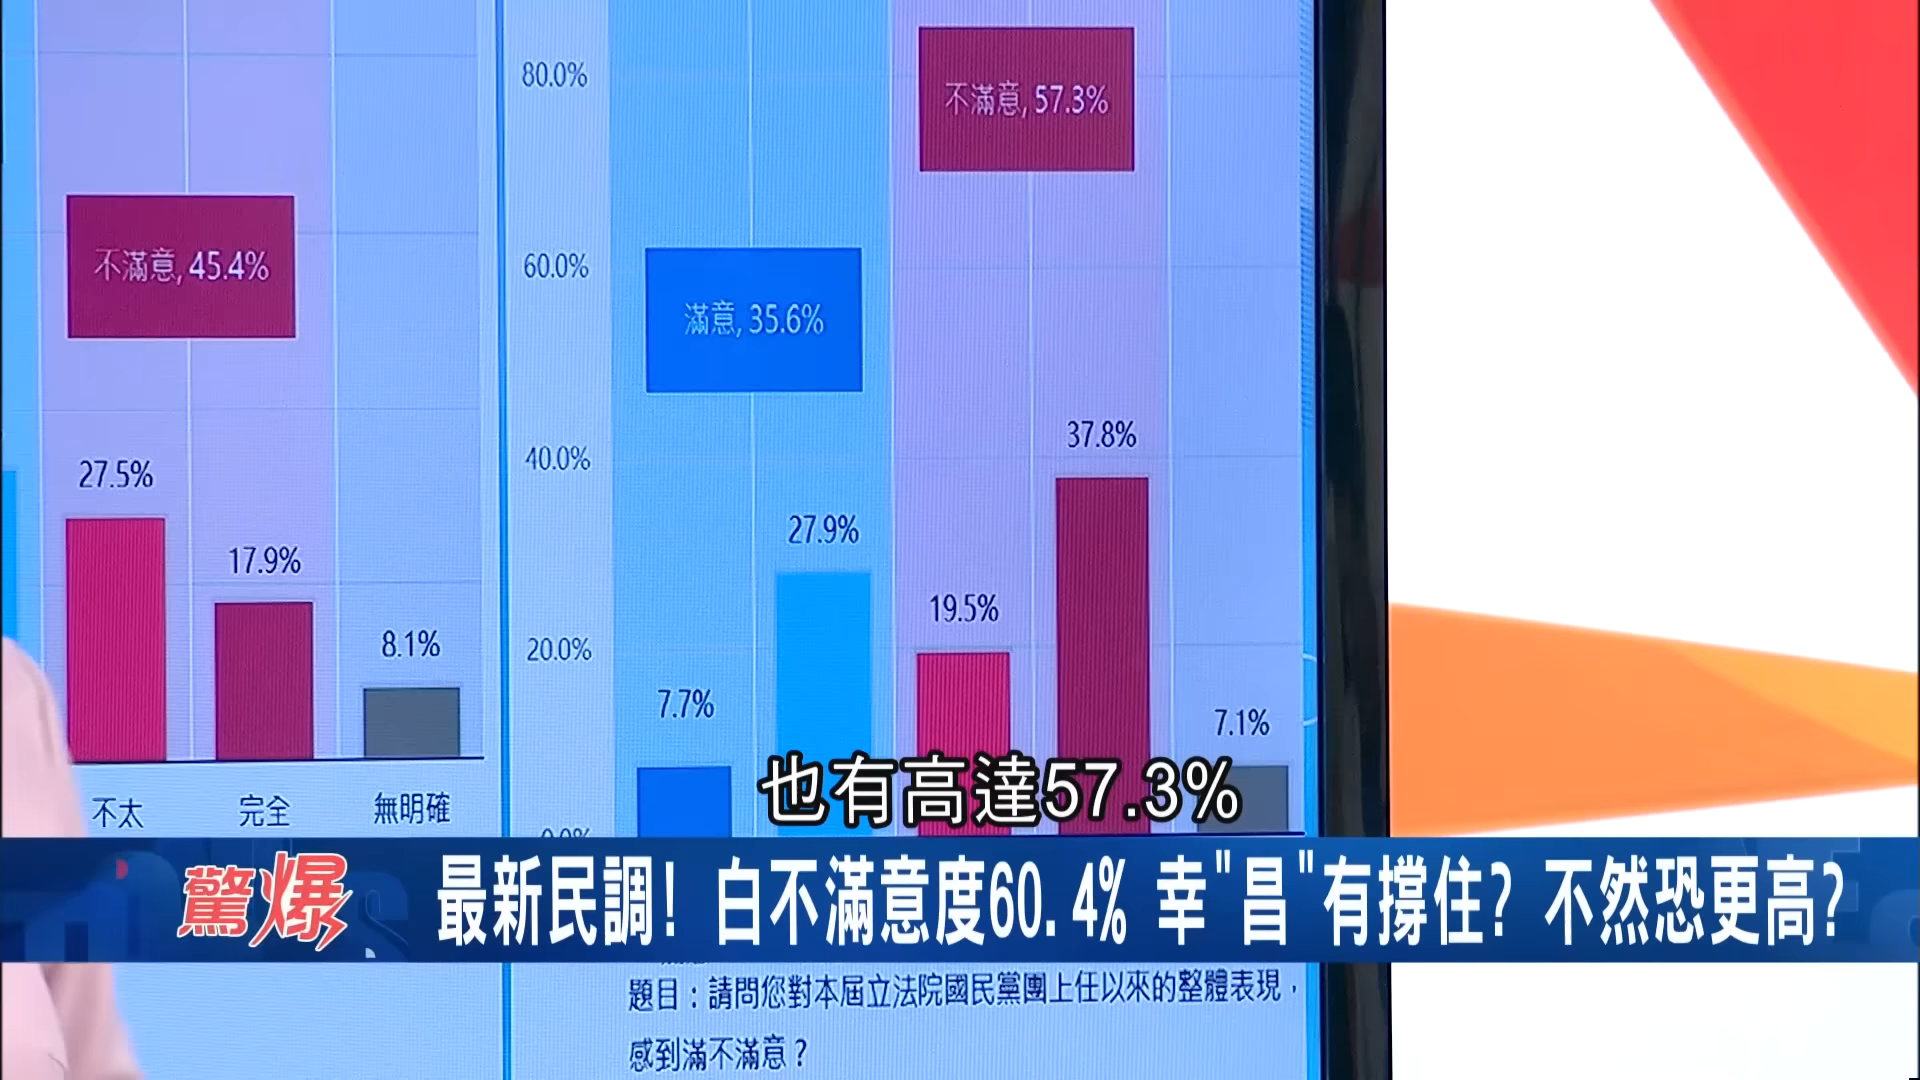 不滿意, 45.4%
27.5%
17.9%
8.1%
不太
完全
無明確
80.0%
60.0%
40.0%
20.0%
0.0%
不滿意, 57.3%
滿意, 35.6%
7.7%
27.9%
19.5%
37.8%
7.1%
也有高達57.3%
驚爆
最新民調! 白不滿意度60.4% 幸"昌"有撐住? 不然恐更高?
題目：請問您對本屆立法院國民黨團上任以來的整體表現，
感到滿不滿意？